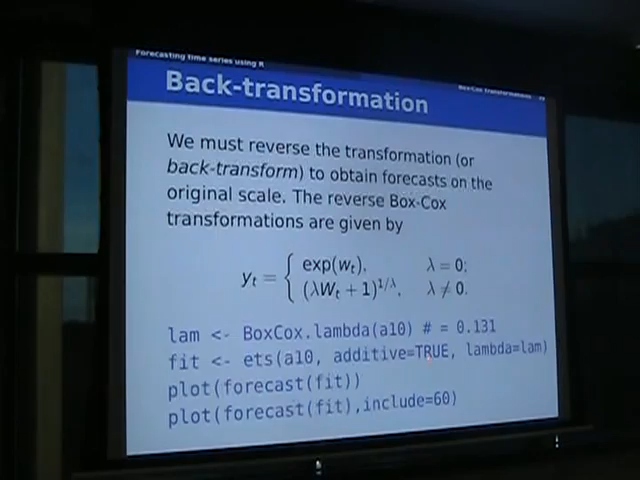 Forecasting time series using R
Box-Cox transformations
Back-transformation
We must reverse the transformation (or
back-transform) to obtain forecasts on the
original scale. The reverse Box-Cox
transformations are given by
yₜ = { exp(wₜ), λ = 0;
(λWₜ + 1)^{1/λ}, λ ≠ 0.
lam <- BoxCox.lambda(a10) # = 0.131
fit <- ets(a10, additive=TRUE, lambda=lam)
plot(forecast(fit))
plot(forecast(fit),include=60)